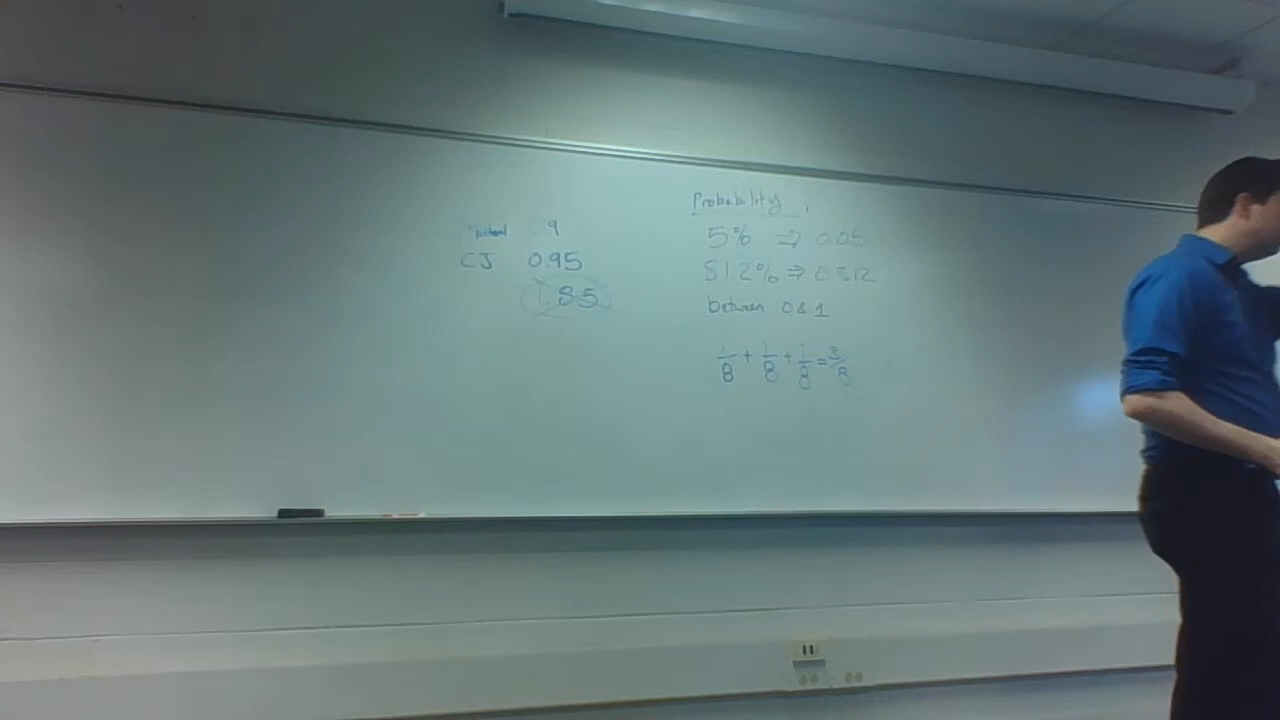 9
CJ 0.95
1.85
Probability
5% ⇒ 0.05
51.2% ⇒ 0.512
between 0 & 1
1/8 + 1/8 + 1/8 = 3/8